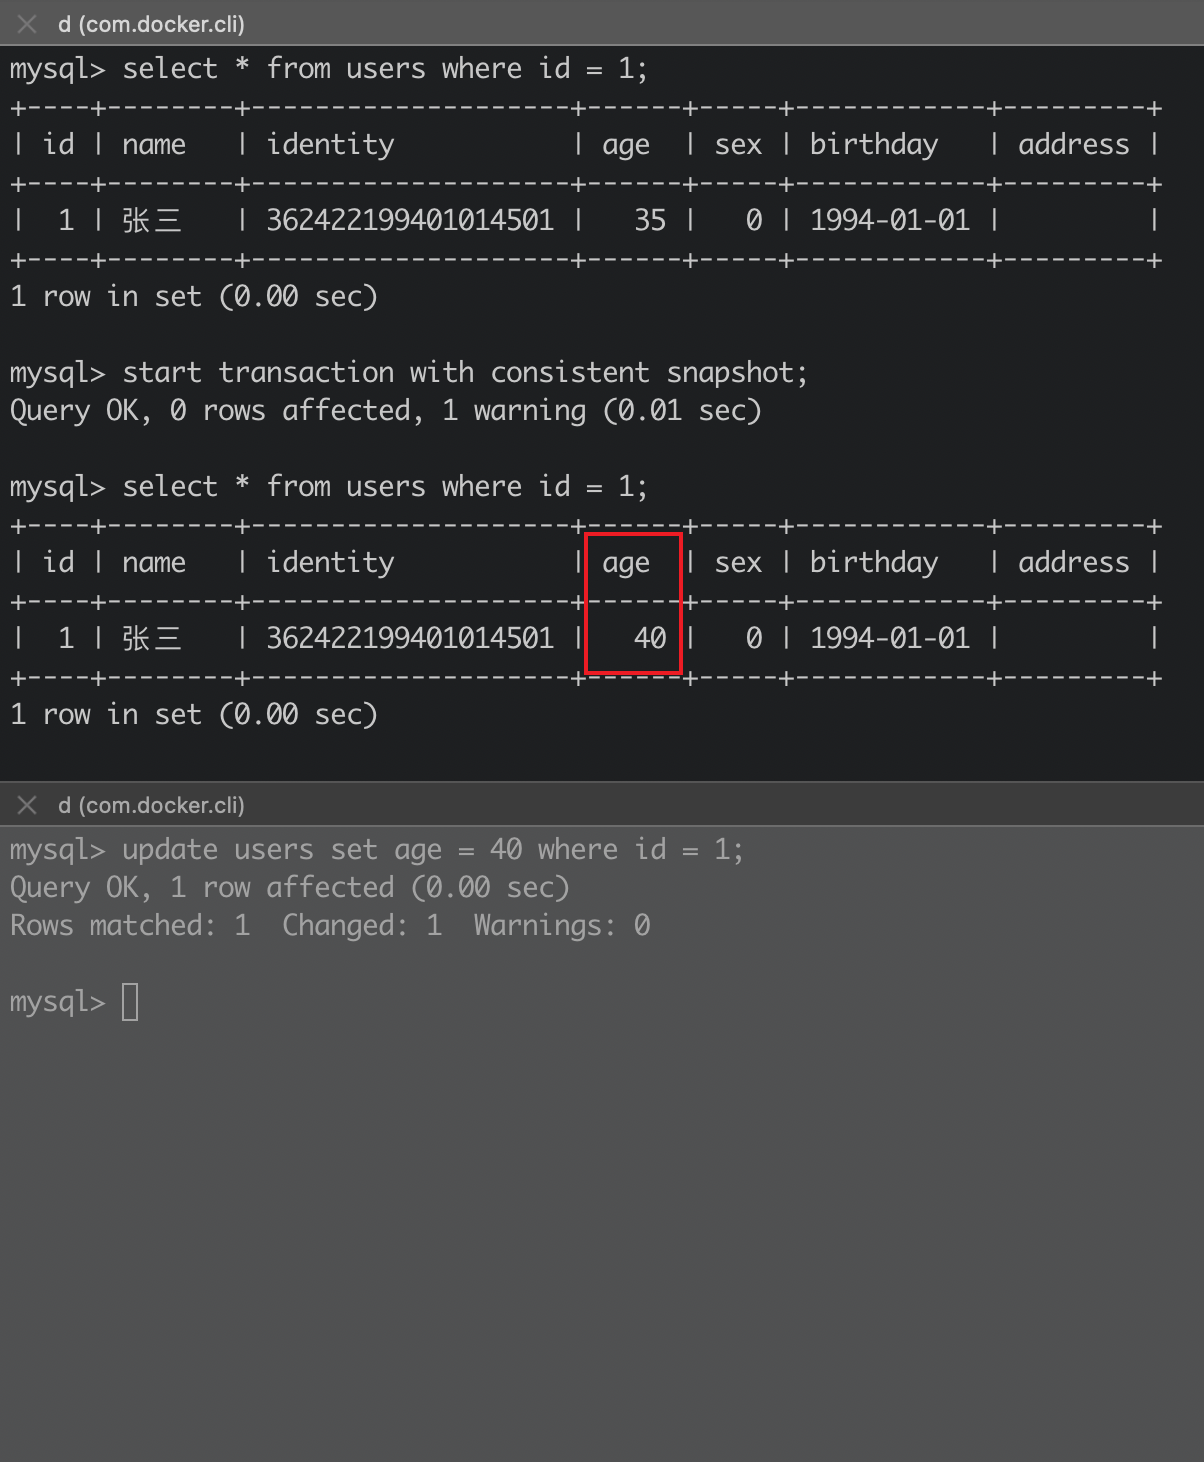 d (com.docker.cli)
mysql> select * from users where id = 1;
+----+--------+--------------------+------+-----+------------+---------+
| id | name   | identity           | age  | sex | birthday   | address |
+----+--------+--------------------+------+-----+------------+---------+
|  1 | 张三   | 362422199401014501 |   35 |   0 | 1994-01-01 |         |
+----+--------+--------------------+------+-----+------------+---------+
1 row in set (0.00 sec)
mysql> start transaction with consistent snapshot;
Query OK, 0 rows affected, 1 warning (0.01 sec)
mysql> select * from users where id = 1;
+----+--------+--------------------+------+-----+------------+---------+
| id | name   | identity           | age  | sex | birthday   | address |
+----+--------+--------------------+------+-----+------------+---------+
|  1 | 张三   | 362422199401014501 |   40 |   0 | 1994-01-01 |         |
+----+--------+--------------------+------+-----+------------+---------+
1 row in set (0.00 sec)
d (com.docker.cli)
mysql> update users set age = 40 where id = 1;
Query OK, 1 row affected (0.00 sec)
Rows matched: 1  Changed: 1  Warnings: 0
mysql>